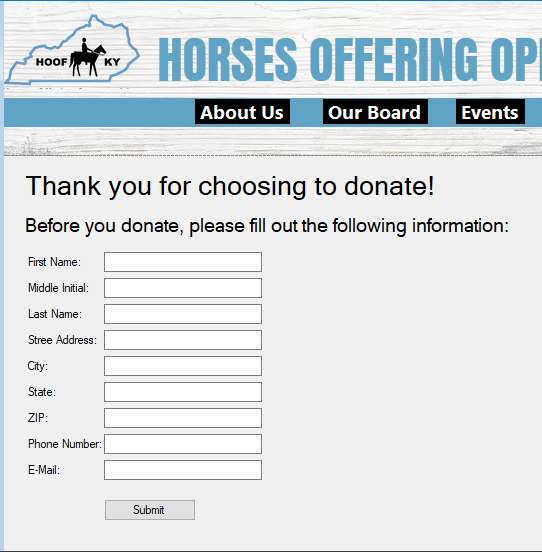 HOOF KY
HORSES OFFERING
About Us Our Board Events
Thank you for choosing to donate!
Before you donate, please fill out the following information:
First Name:
Middle Initial:
Last Name:
Stree Address:
City:
State:
ZIP:
Phone Number:
E-Mail:
Submit